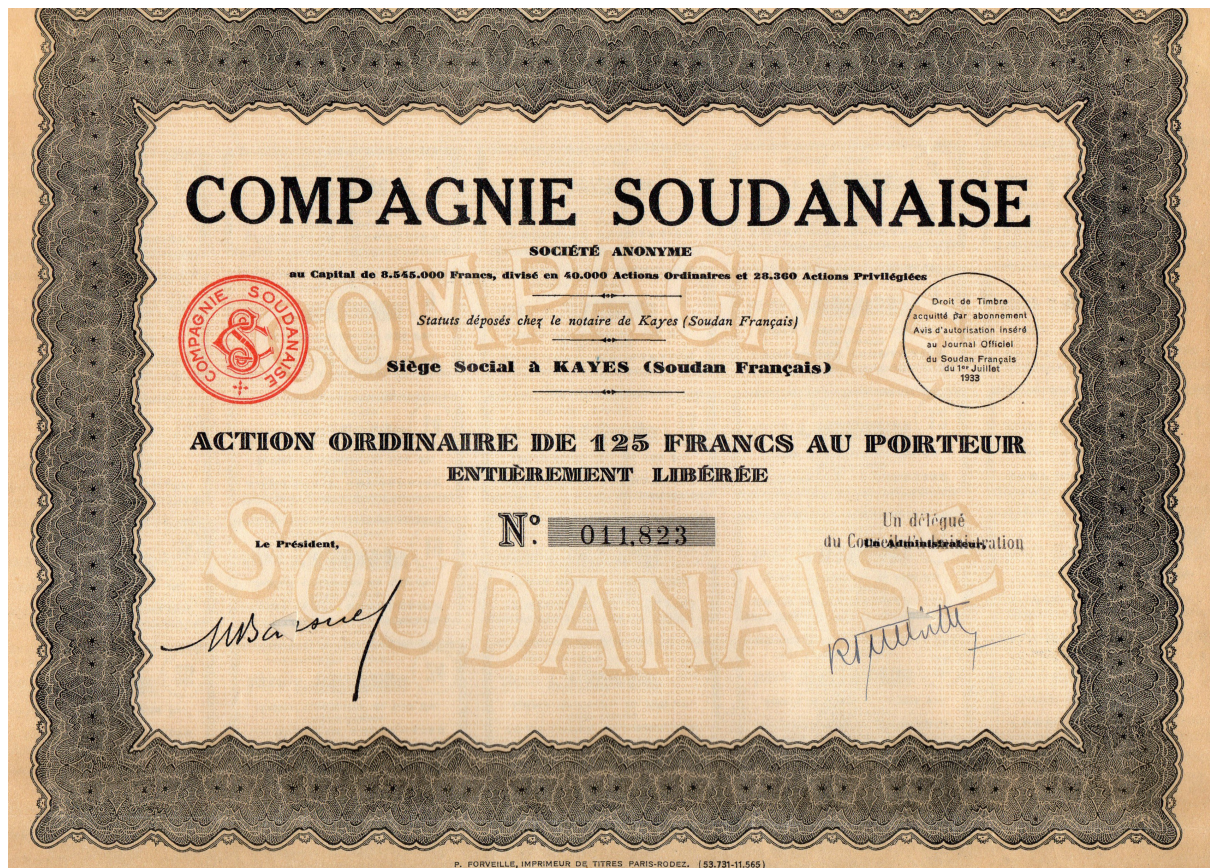 COMPAGNIE SOUDANAISE
SOCIÉTÉ ANONYME
au Capital de 8.545.000 Francs, divisé en 40.000 Actions Ordinaires et 28.360 Actions Privilégiées
COMPAGNIE SOUDANAISE
SC
Statuts déposés chez le notaire de Kayes (Soudan Français)
Siège Social à KAYES (Soudan Français)
Droit de Timbre
acquitté par abonnement
Avis d'autorisation inséré
au Journal Officiel
du Soudan Français
du 1er Juillet
1933
ACTION ORDINAIRE DE 125 FRANCS AU PORTEUR
ENTIÈREMENT LIBÉRÉE
N° 011,823
Le Président,
Un délégué
du Conseil d'Administration
Un Administrateur,
COMPAGNIE
SOUDANAISE
P. FORVEILLE, IMPRIMEUR DE TITRES PARIS-RODEZ. (53.731-11.565)